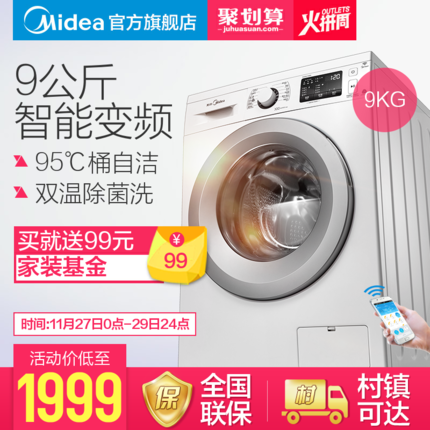 Midea 官方旗舰店
聚划算
juhuasuan.com
OUTLETS
火拼周
9公斤
智能变频
95℃桶自洁
双温除菌洗
9KG
买就送99元
家装基金
¥
99
时间:11月27日0点-29日24点
活动价低至
1999
保
全国
联保
村
村镇
可达